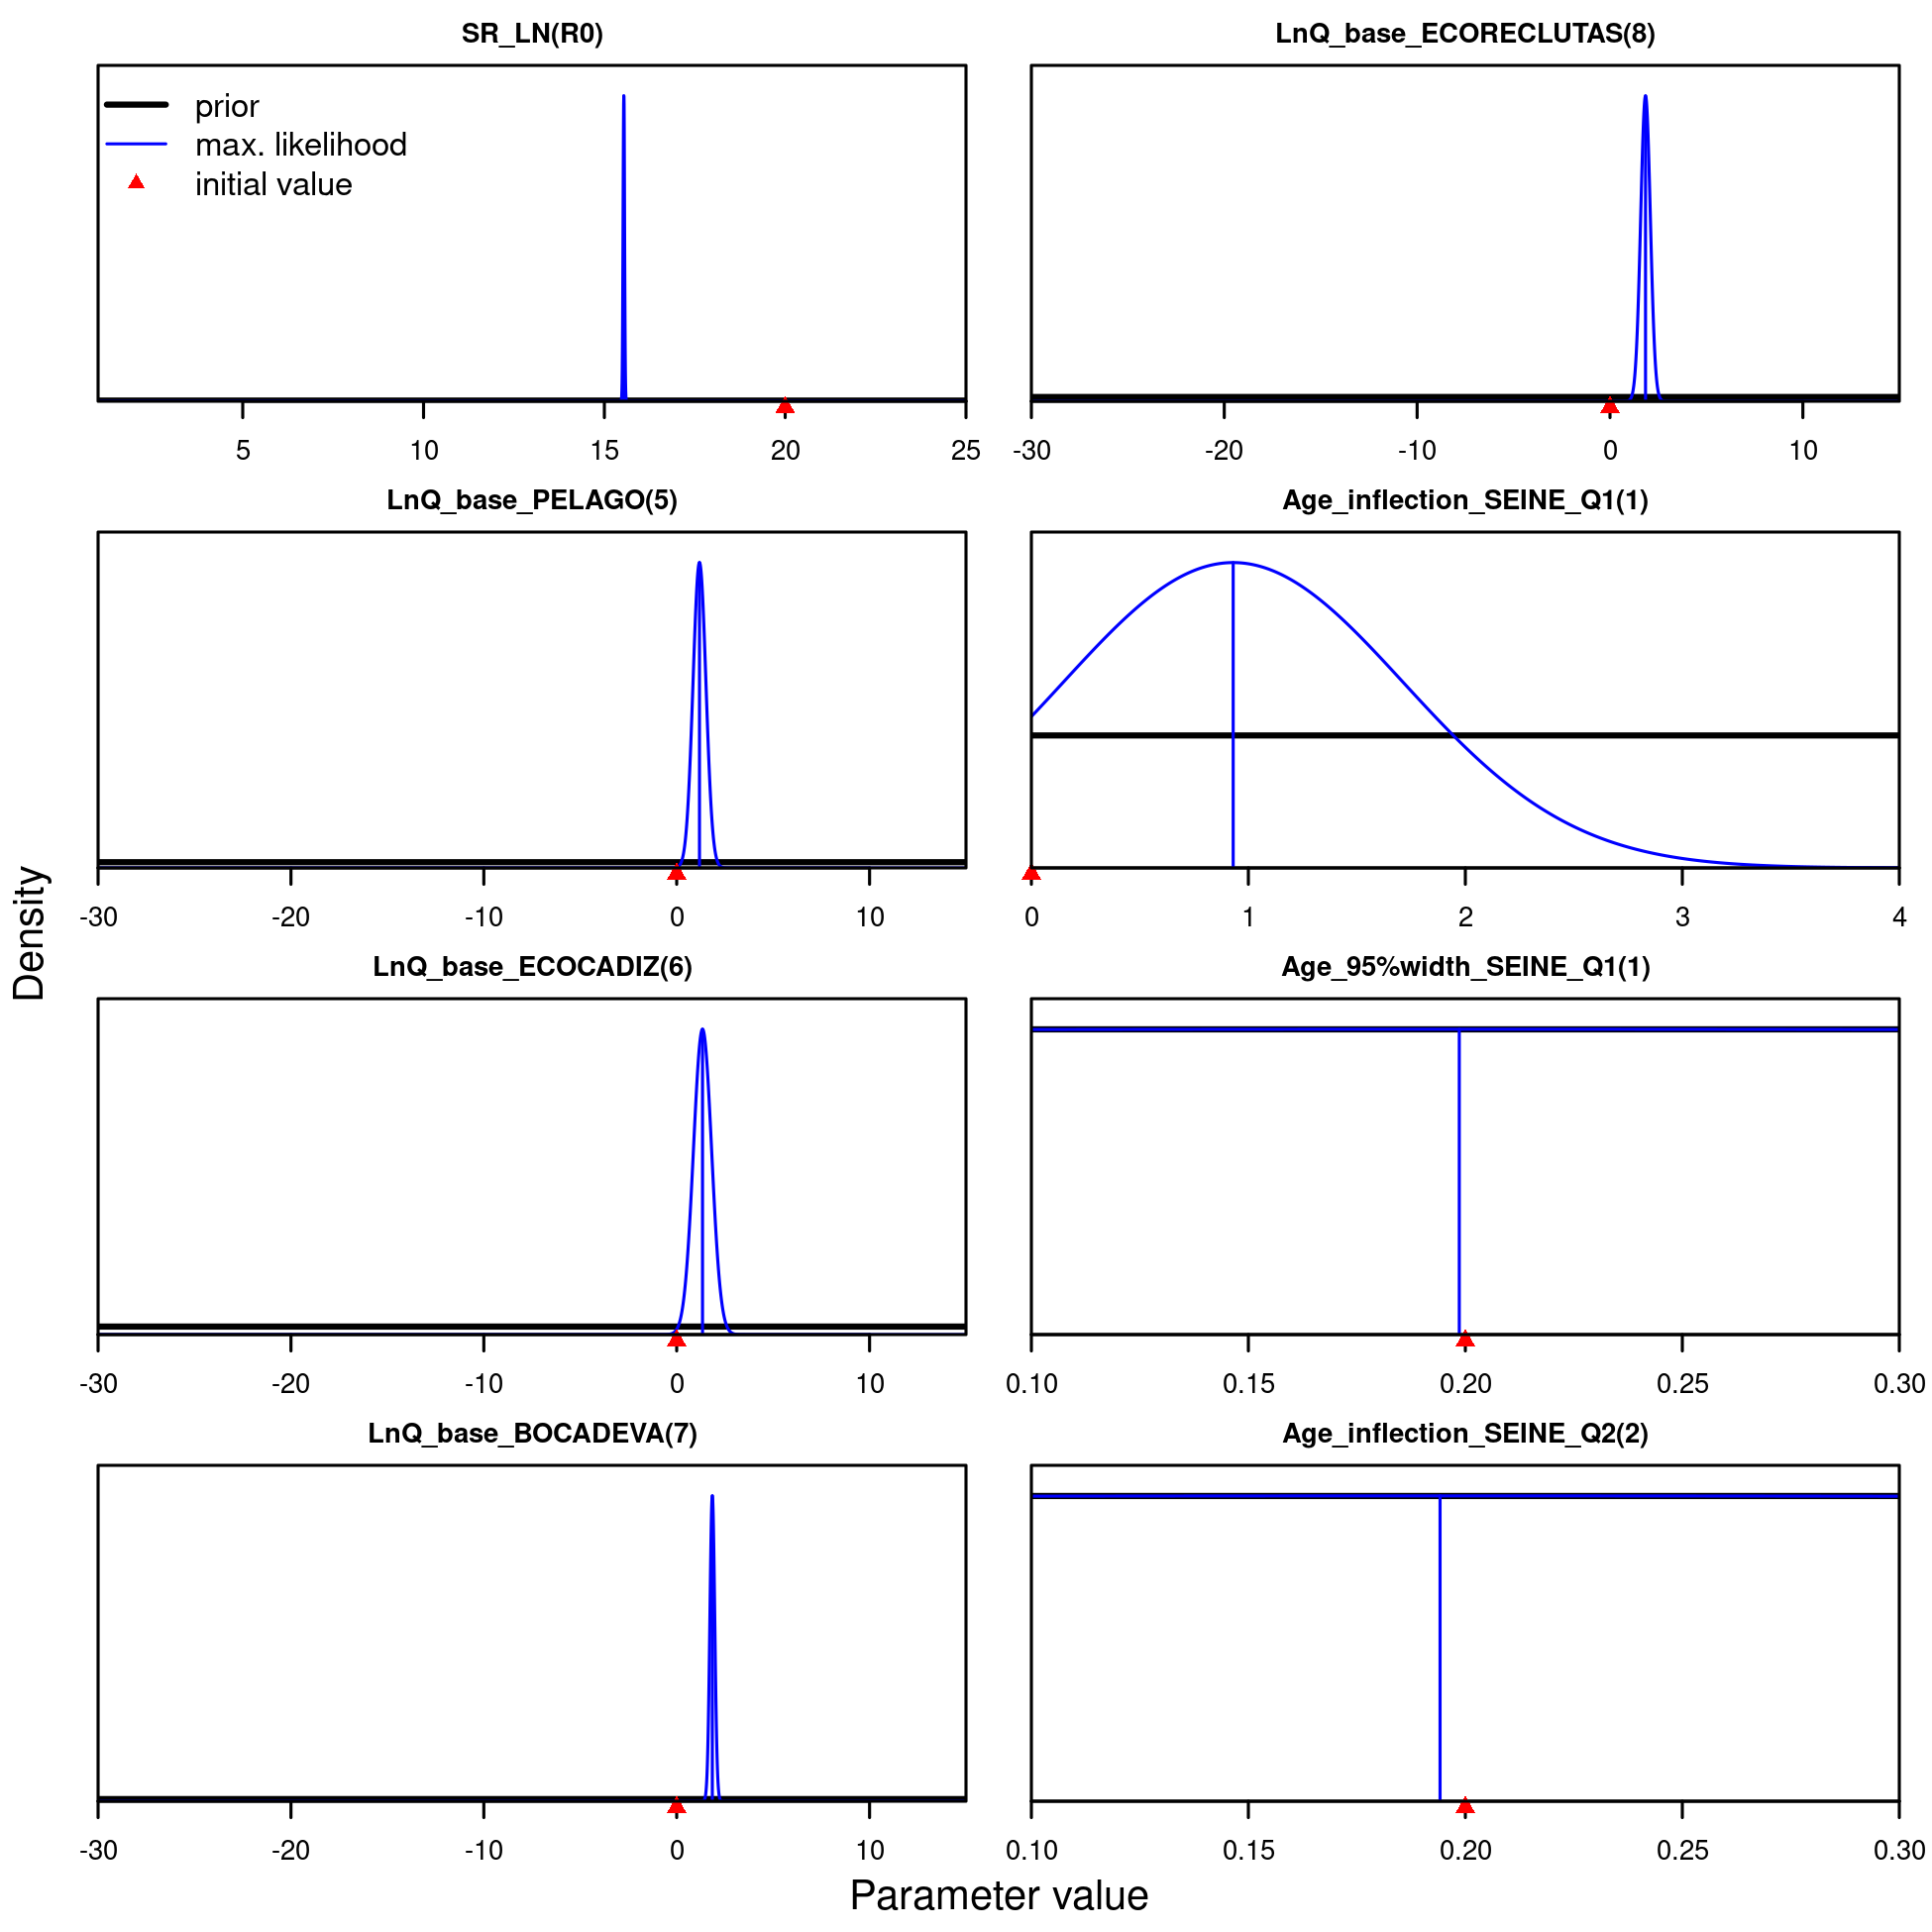 SR_LN(R0)
prior
max. likelihood
initial value
5 10 15 20 25
LnQ_base_ECORECLUTAS(8)
-30 -20 -10 0 10
LnQ_base_PELAGO(5)
-30 -20 -10 0 10
Age_inflection_SEINE_Q1(1)
0 1 2 3 4
LnQ_base_ECOCADIZ(6)
-30 -20 -10 0 10
Age_95%width_SEINE_Q1(1)
0.10 0.15 0.20 0.25 0.30
LnQ_base_BOCADEVA(7)
-30 -20 -10 0 10
Age_inflection_SEINE_Q2(2)
0.10 0.15 0.20 0.25 0.30
Density
Parameter value